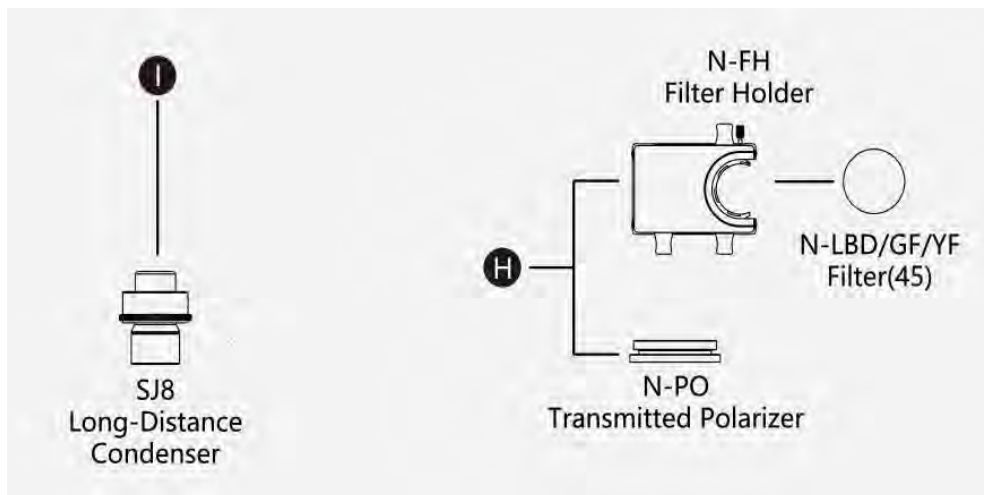 I
SJ8
Long-Distance
Condenser
H
N-FH
Filter Holder
N-LBD/GF/YF
Filter(45)
N-PO
Transmitted Polarizer